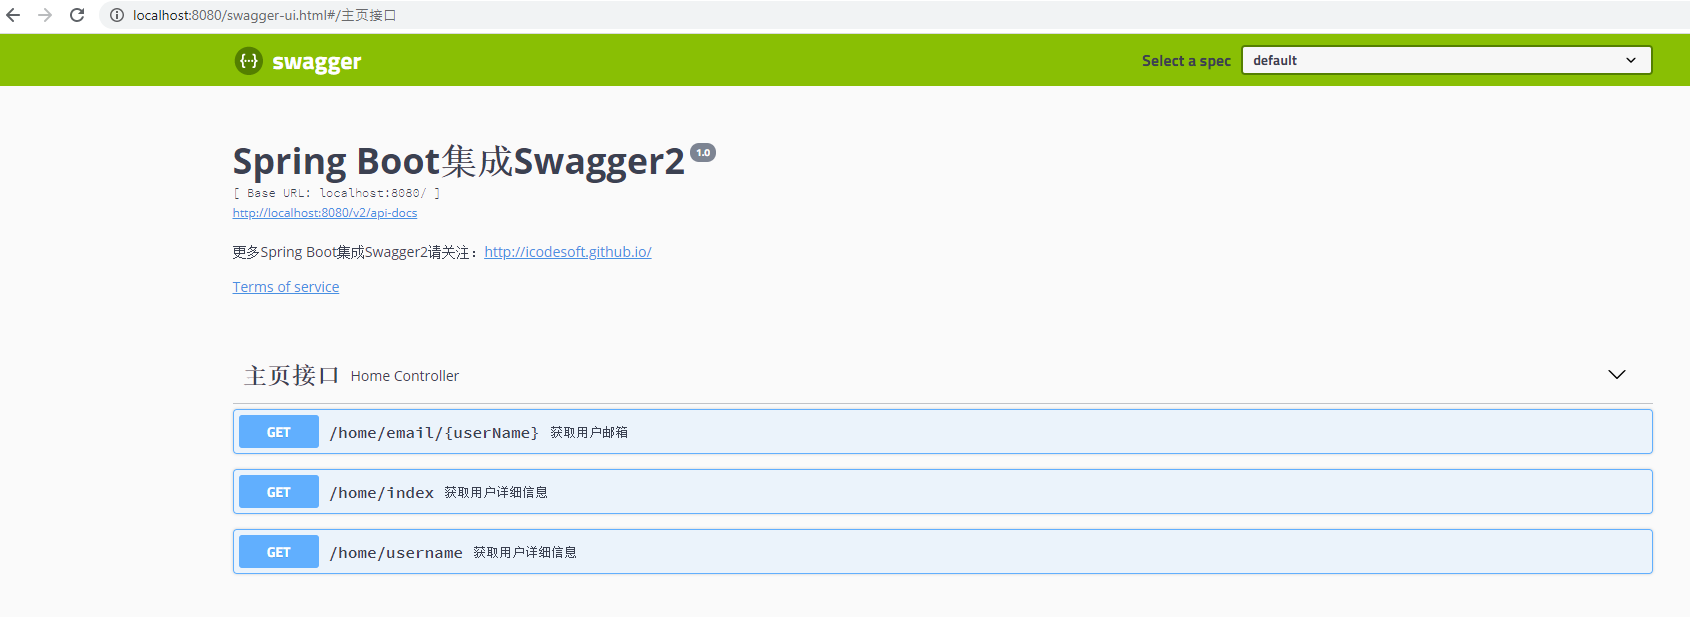 localhost:8080/swagger-ui.html#/主页接口
{...} swagger
Select a spec default
Spring Boot集成Swagger2 1.0
[ Base URL: localhost:8080/ ]
http://localhost:8080/v2/api-docs
更多Spring Boot集成Swagger2请关注：http://icodesoft.github.io/
Terms of service
主页接口 Home Controller
GET /home/email/{userName} 获取用户邮箱
GET /home/index 获取用户详细信息
GET /home/username 获取用户详细信息